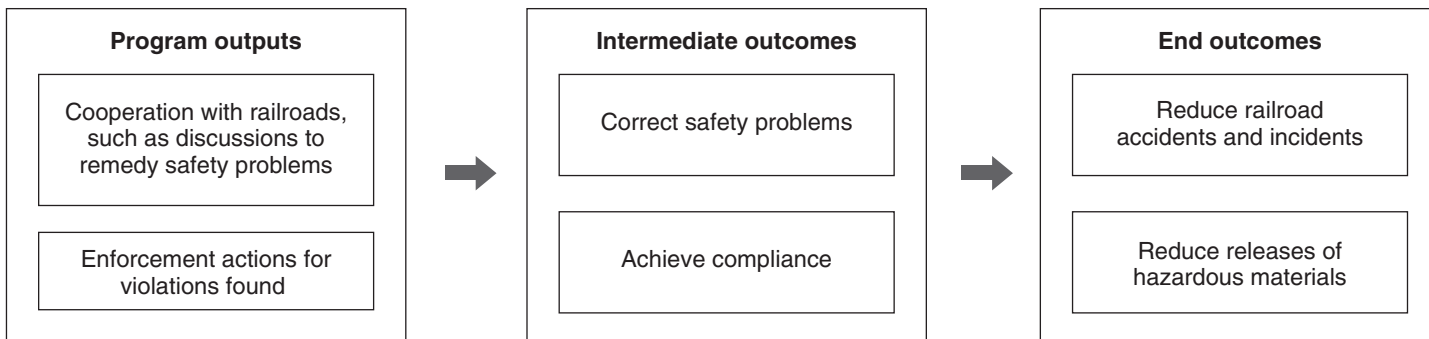 Program outputs
Cooperation with railroads,
such as discussions to
remedy safety problems
Enforcement actions for
violations found
Intermediate outcomes
Correct safety problems
Achieve compliance
End outcomes
Reduce railroad
accidents and incidents
Reduce releases of
hazardous materials